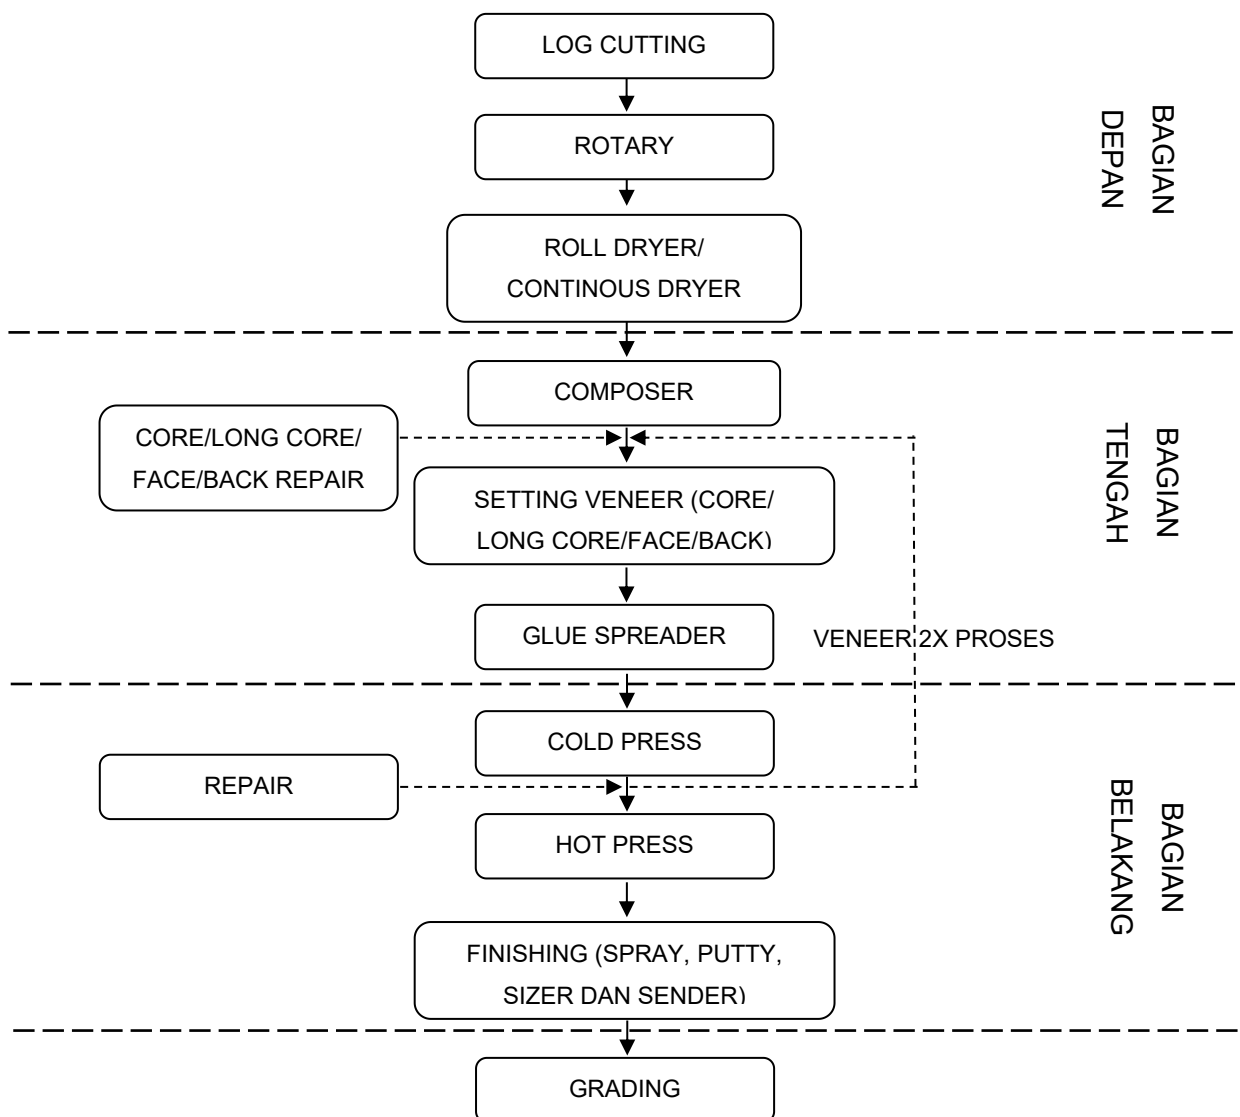 LOG CUTTING
ROTARY
BAGIAN
DEPAN
ROLL DRYER/
CONTINOUS DRYER
COMPOSER
CORE/LONG CORE/
FACE/BACK REPAIR
SETTING VENEER (CORE/
LONG CORE/FACE/BACK)
BAGIAN
TENGAH
GLUE SPREADER
VENEER 2X PROSES
COLD PRESS
REPAIR
HOT PRESS
BAGIAN
BELAKANG
FINISHING (SPRAY, PUTTY,
SIZER DAN SENDER)
GRADING